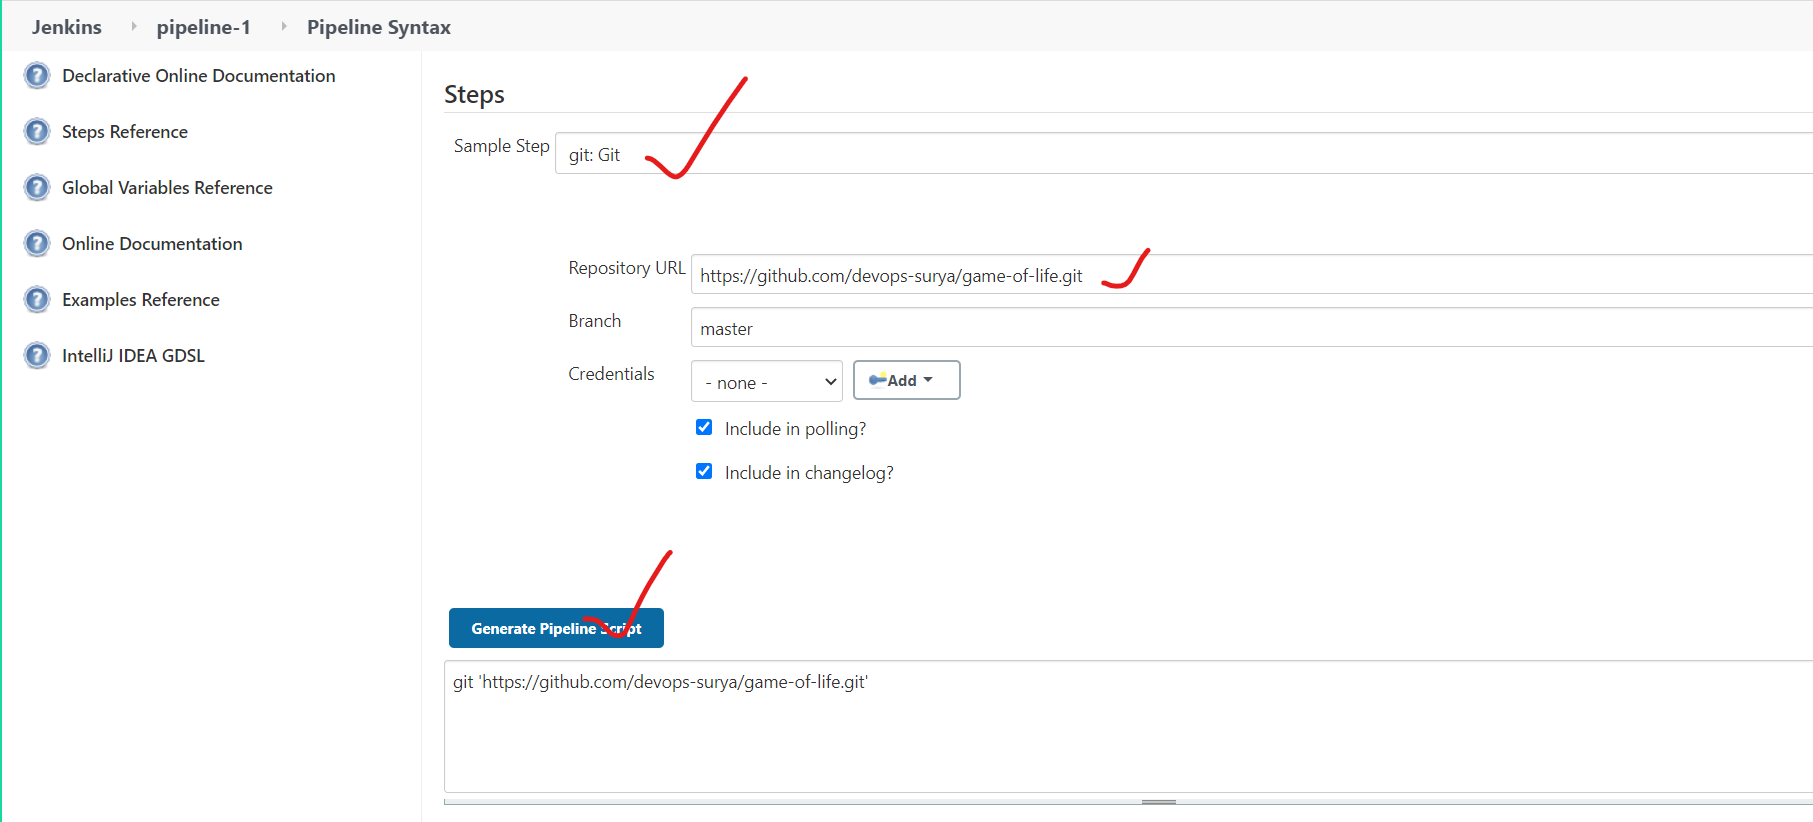 Jenkins pipeline-1 Pipeline Syntax
Declarative Online Documentation
Steps Reference
Global Variables Reference
Online Documentation
Examples Reference
IntelliJ IDEA GDSL
Steps
Sample Step git: Git
Repository URL https://github.com/devops-surya/game-of-life.git
Branch master
Credentials - none - Add
Include in polling?
Include in changelog?
Generate Pipeline Script
git 'https://github.com/devops-surya/game-of-life.git'